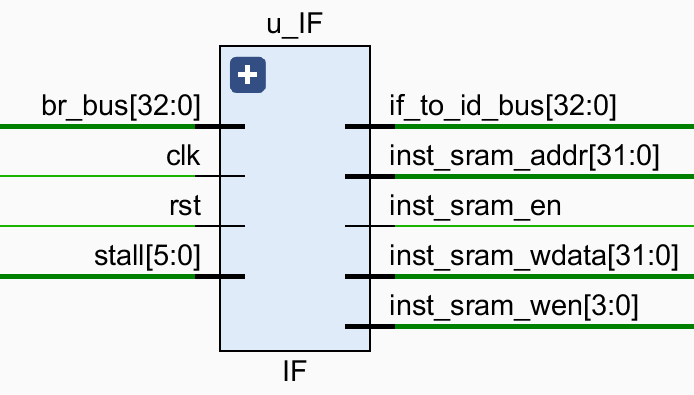 u_IF
br_bus[32:0]
clk
rst
stall[5:0]
if_to_id_bus[32:0]
inst_sram_addr[31:0]
inst_sram_en
inst_sram_wdata[31:0]
inst_sram_wen[3:0]
IF